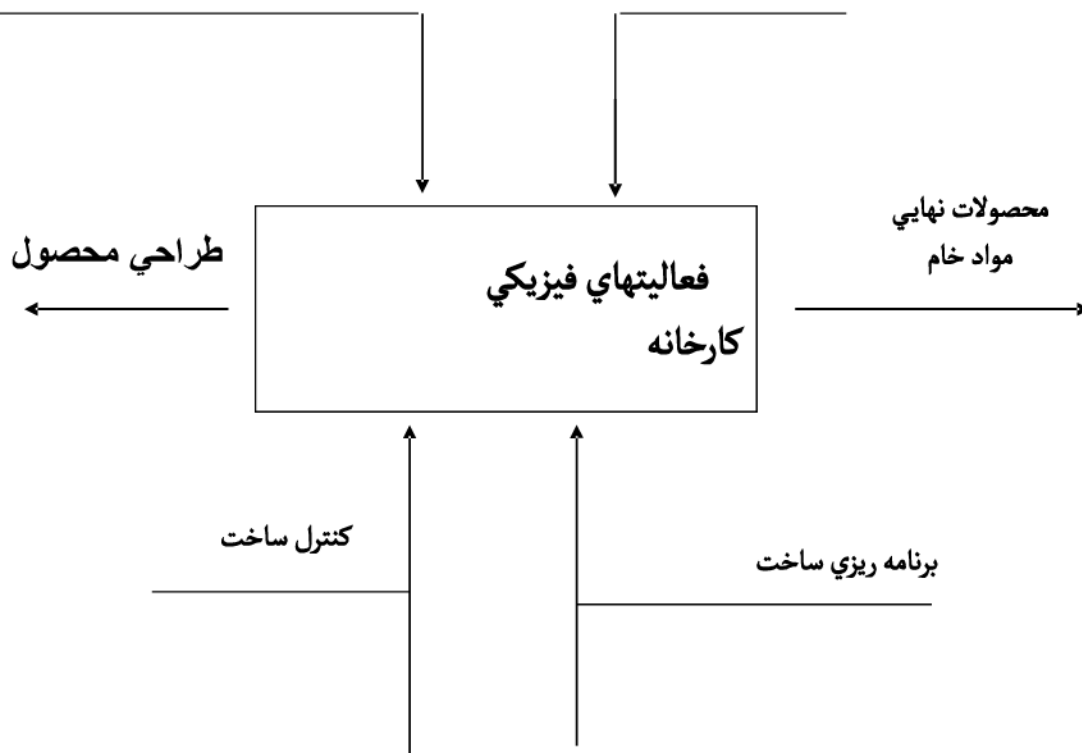 محصولات نهايي
مواد خام
طراحي محصول
فعاليتهاي فيزيكي
كارخانه
كنترل ساخت
برنامه ريزي ساخت